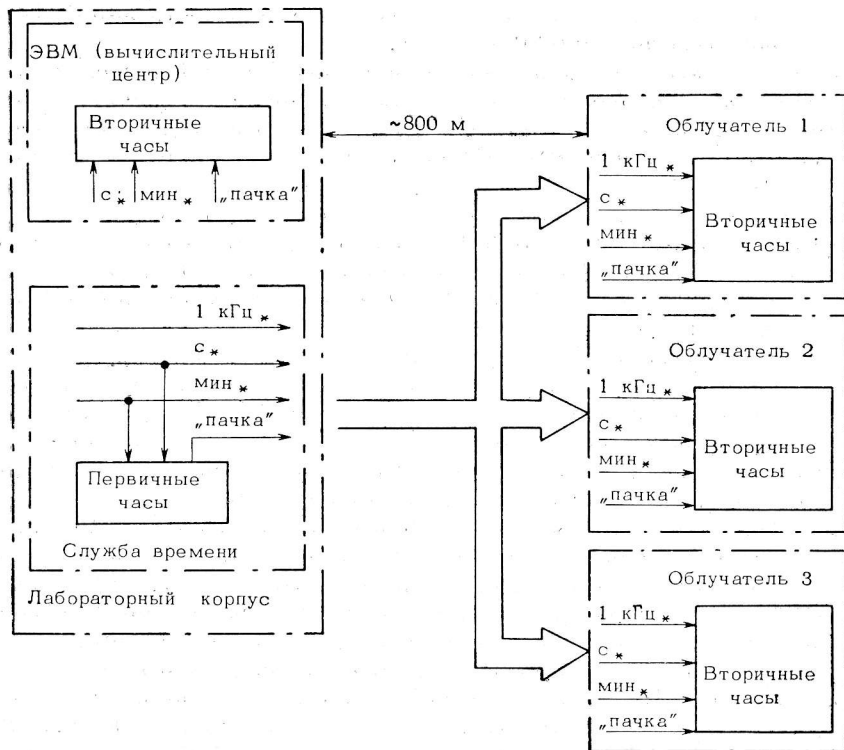 ЭВМ (вычислительный
центр)
Вторичные
часы
с* мин* „пачка"
~800 м
1 кГц*
с*
мин*
„пачка"
Первичные
часы
Служба времени
Лабораторный корпус
Облучатель 1
1 кГц*
с*
мин*
„пачка"
Вторичные
часы
Облучатель 2
1 кГц*
с*
мин*
„пачка"
Вторичные
часы
Облучатель 3
1 кГц*
с*
мин*
„пачка"
Вторичные
часы